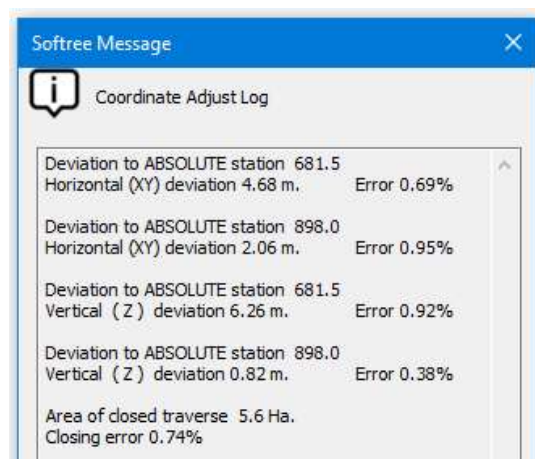 Softree Message
Coordinate Adjust Log
Deviation to ABSOLUTE station 681.5
Horizontal (XY) deviation 4.68 m. Error 0.69%
Deviation to ABSOLUTE station 898.0
Horizontal (XY) deviation 2.06 m. Error 0.95%
Deviation to ABSOLUTE station 681.5
Vertical ( Z ) deviation 6.26 m. Error 0.92%
Deviation to ABSOLUTE station 898.0
Vertical ( Z ) deviation 0.82 m. Error 0.38%
Area of closed traverse 5.6 Ha.
Closing error 0.74%